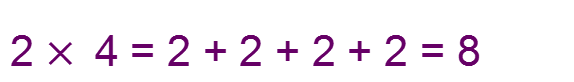 2 × 4 = 2 + 2 + 2 + 2 = 8